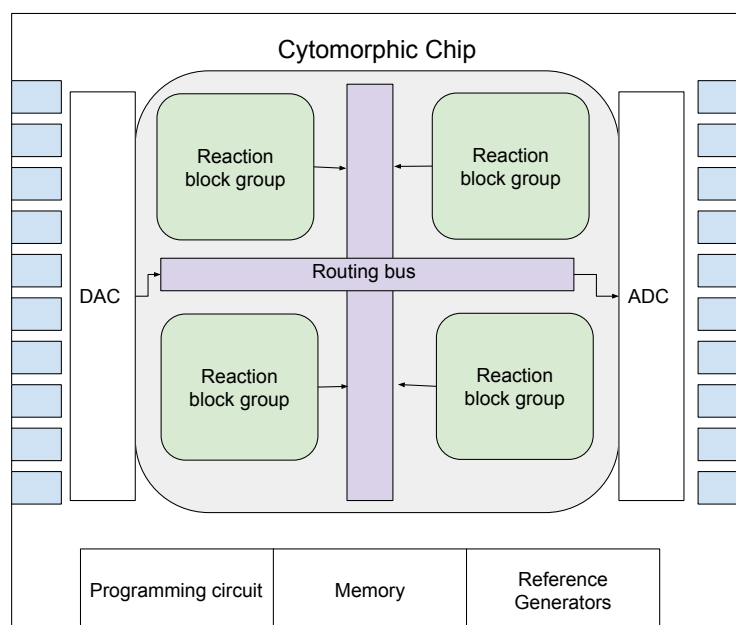 Cytomorphic Chip
Reaction
block group
Reaction
block group
Routing bus
DAC
ADC
Reaction
block group
Reaction
block group
Programming circuit
Memory
Reference
Generators